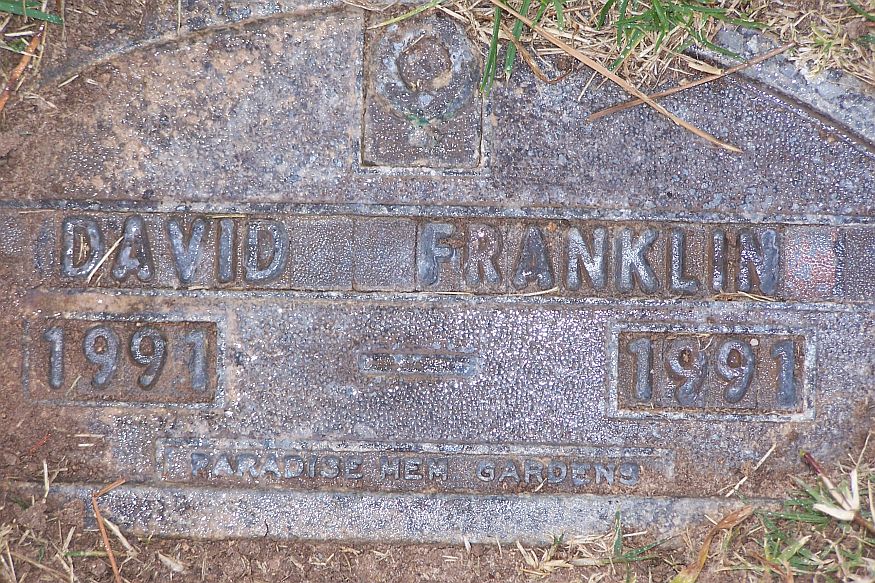 DAVID FRANKLIN
1991 1991
PARADISE MEM GARDENS